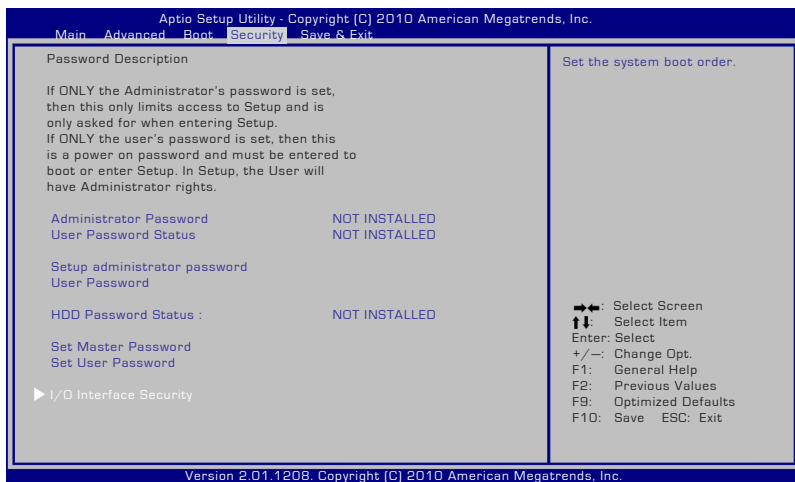 Aptio Setup Utility - Copyright (C) 2010 American Megatrends, Inc.
Main Advanced Boot Security Save & Exit
Password Description
If ONLY the Administrator's password is set,
then this only limits access to Setup and is
only asked for when entering Setup.
If ONLY the user's password is set, then this
is a power on password and must be entered to
boot or enter Setup. In Setup, the User will
have Administrator rights.
Administrator Password NOT INSTALLED
User Password Status NOT INSTALLED
Setup administrator password
User Password
HDD Password Status : NOT INSTALLED
Set Master Password
Set User Password
I/O Interface Security
Set the system boot order.
→←: Select Screen
↑↓: Select Item
Enter: Select
+/—: Change Opt.
F1: General Help
F2: Previous Values
F9: Optimized Defaults
F10: Save ESC: Exit
Version 2.01.1208. Copyright (C) 2010 American Megatrends, Inc.